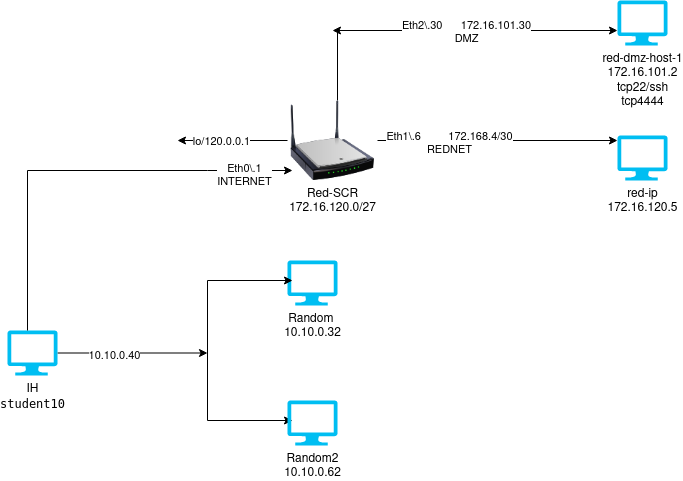 Eth2\.30 172.16.101.30
DMZ
red-dmz-host-1
172.16.101.2
tcp22/ssh
tcp4444
lo/120.0.0.1
Eth1\.6 172.168.4/30
REDNET
Eth0\.1
INTERNET
Red-SCR
172.16.120.0/27
red-ip
172.16.120.5
Random
10.10.0.32
10.10.0.40
IH
student10
Random2
10.10.0.62